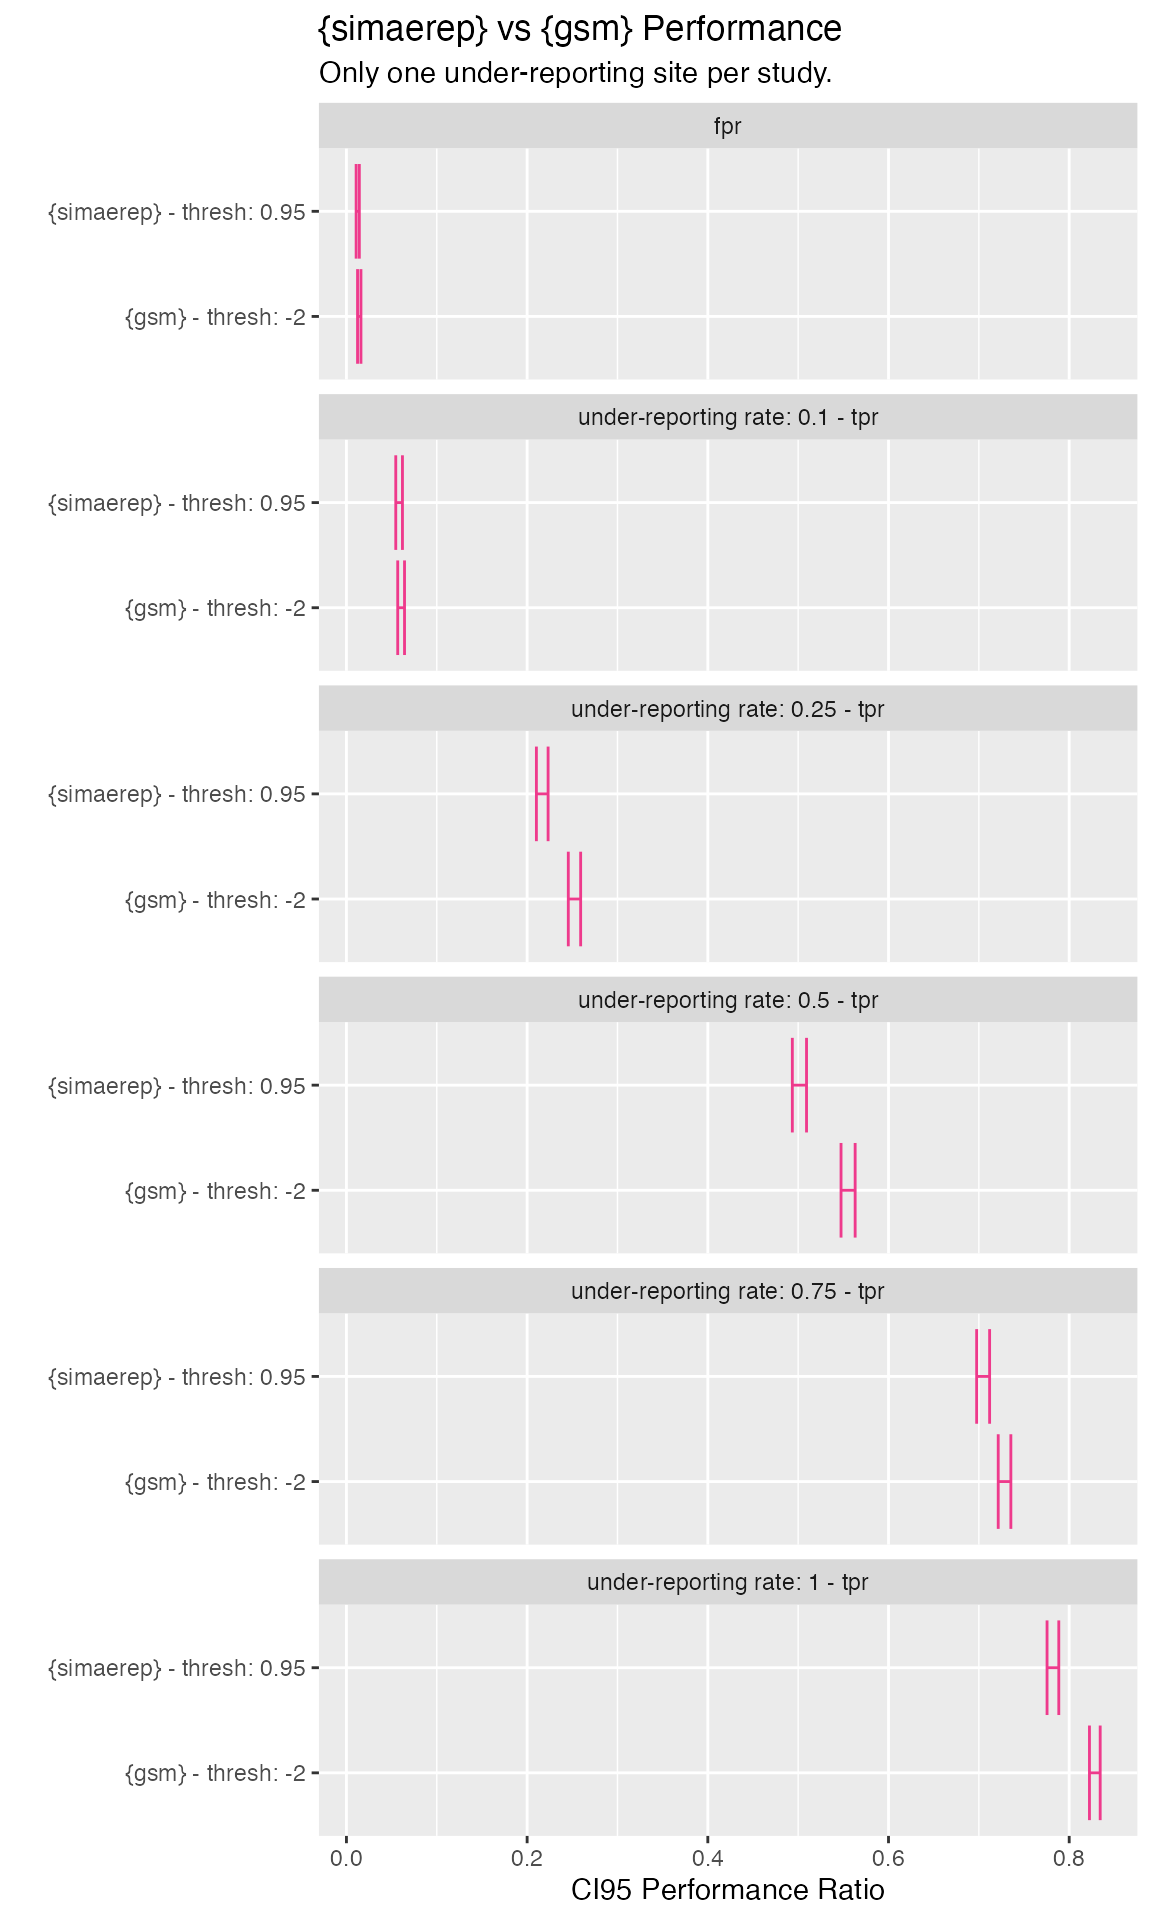 {simaerep} vs {gsm} Performance
Only one under-reporting site per study.
fpr
{simaerep} - thresh: 0.95
{gsm} - thresh: -2
under-reporting rate: 0.1 - tpr
{simaerep} - thresh: 0.95
{gsm} - thresh: -2
under-reporting rate: 0.25 - tpr
{simaerep} - thresh: 0.95
{gsm} - thresh: -2
under-reporting rate: 0.5 - tpr
{simaerep} - thresh: 0.95
{gsm} - thresh: -2
under-reporting rate: 0.75 - tpr
{simaerep} - thresh: 0.95
{gsm} - thresh: -2
under-reporting rate: 1 - tpr
{simaerep} - thresh: 0.95
{gsm} - thresh: -2
0.0 0.2 0.4 0.6 0.8
CI95 Performance Ratio